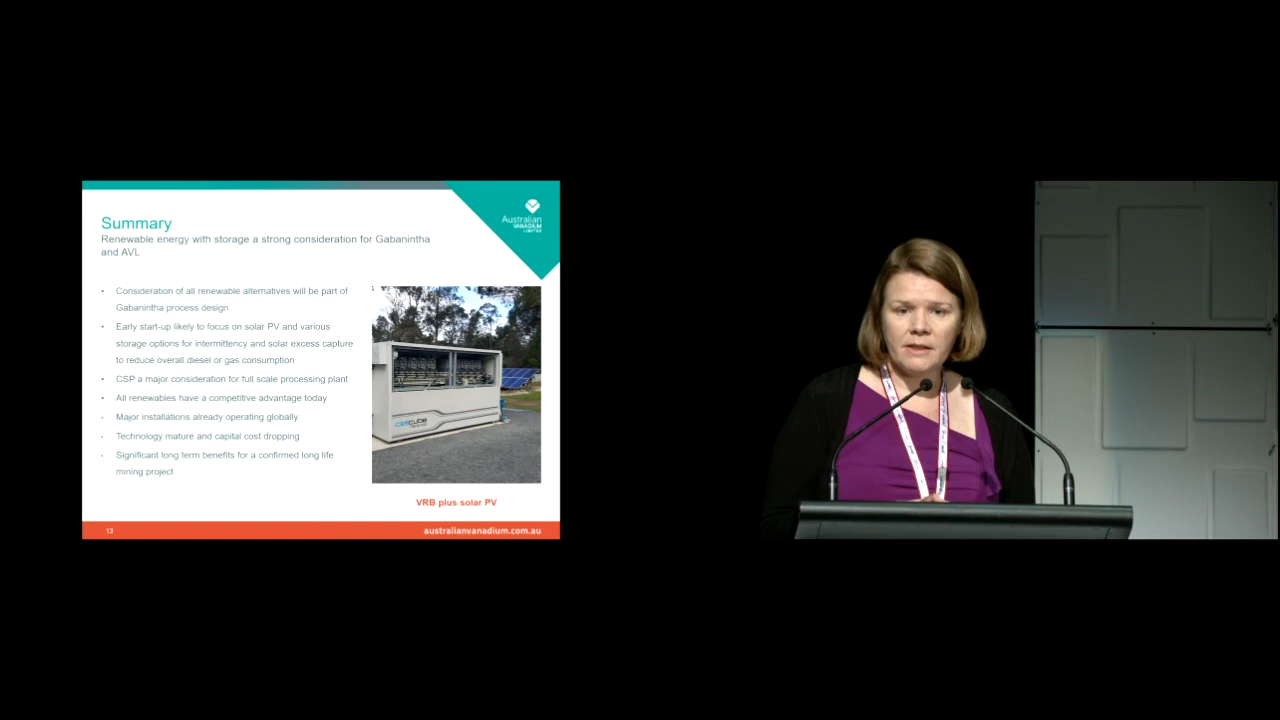 Summary
Renewable energy with storage a strong consideration for Gabanintha
and AVL
Australian
VANADIUM
LIMITED
• Consideration of all renewable alternatives will be part of
Gabanintha process design
• Early start-up likely to focus on solar PV and various
storage options for intermittency and solar excess capture
to reduce overall diesel or gas consumption
• CSP a major consideration for full scale processing plant
• All renewables have a competitive advantage today
• Major installations already operating globally
• Technology mature and capital cost dropping
• Significant long term benefits for a confirmed long life
mining project
cellcube
VRB plus solar PV
13
australianvanadium.com.au